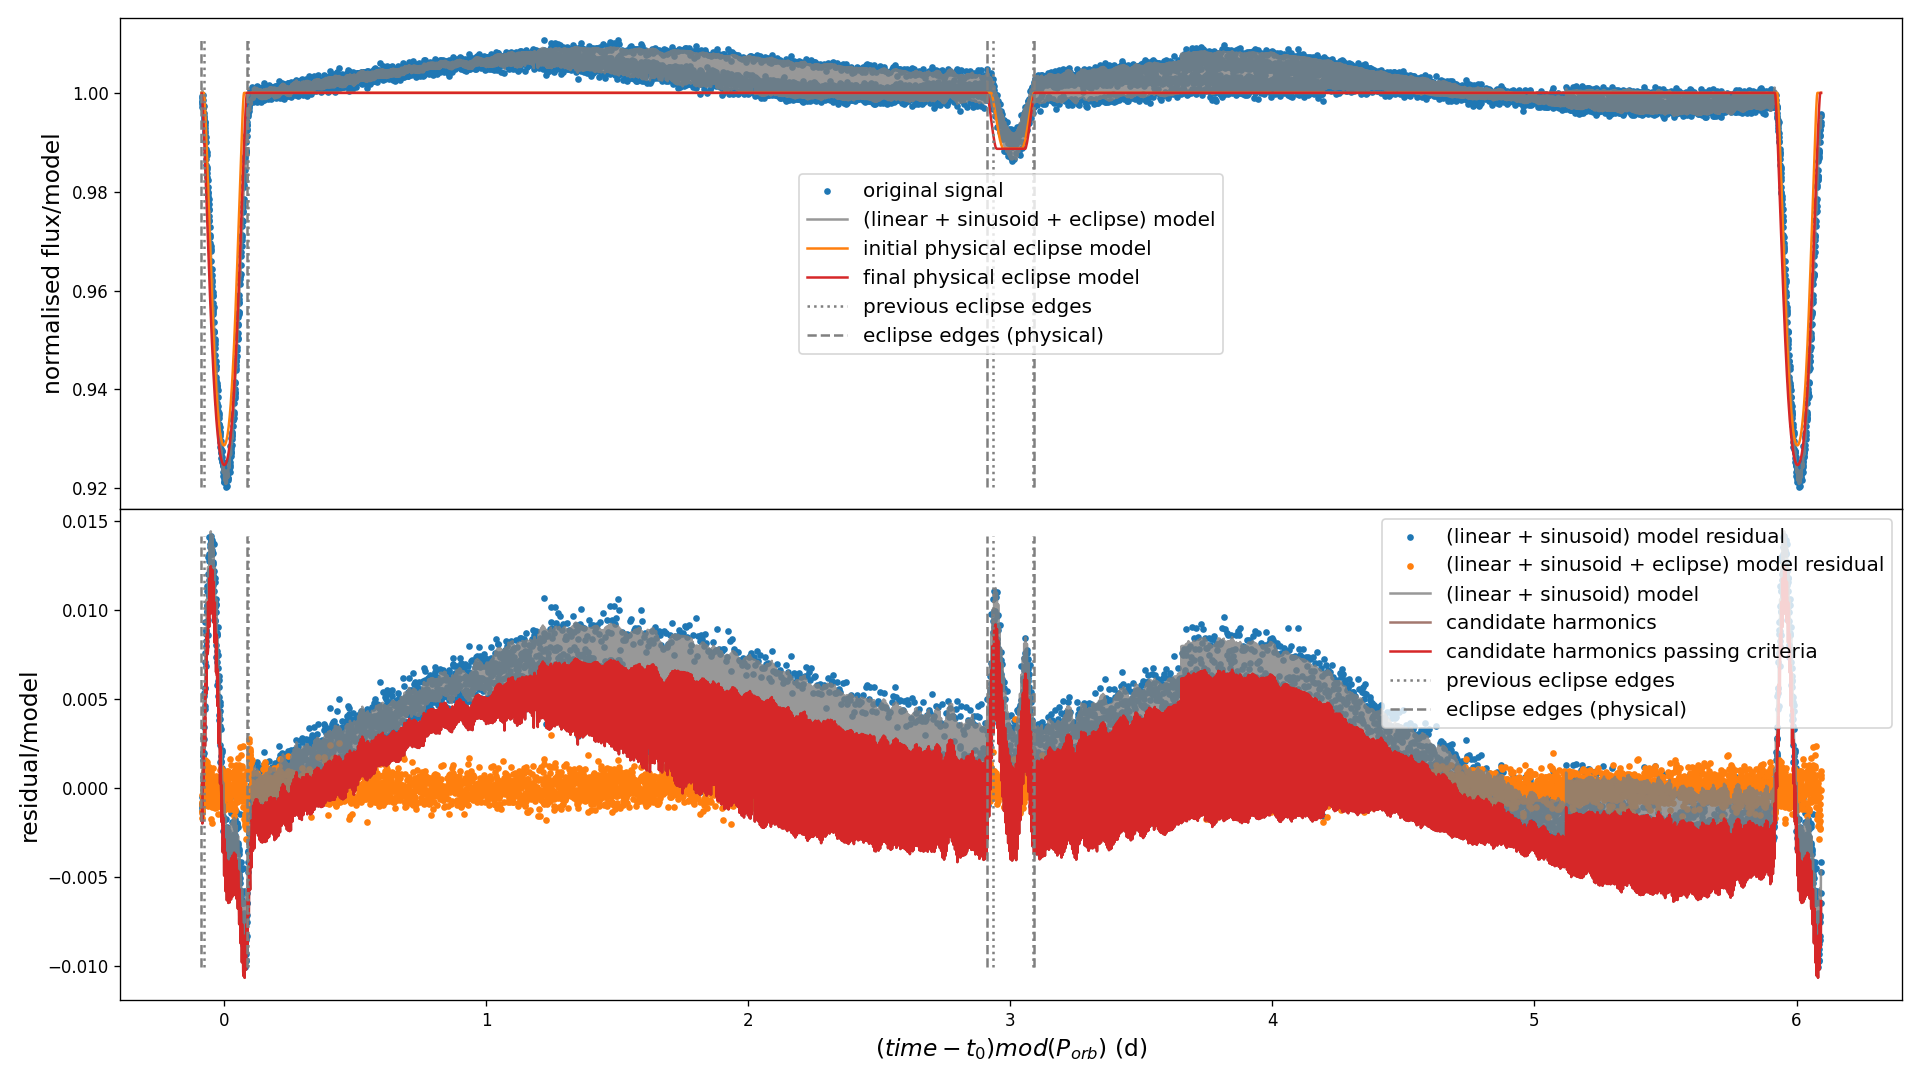 normalised flux/model
1.00
0.98
0.96
0.94
0.92
original signal
(linear + sinusoid + eclipse) model
initial physical eclipse model
final physical eclipse model
previous eclipse edges
eclipse edges (physical)
residual/model
0.015
0.010
0.005
0.000
−0.005
−0.010
(linear + sinusoid) model residual
(linear + sinusoid + eclipse) model residual
(linear + sinusoid) model
candidate harmonics
candidate harmonics passing criteria
previous eclipse edges
eclipse edges (physical)
0 1 2 3 4 5 6
(time − t₀)mod(P_orb) (d)